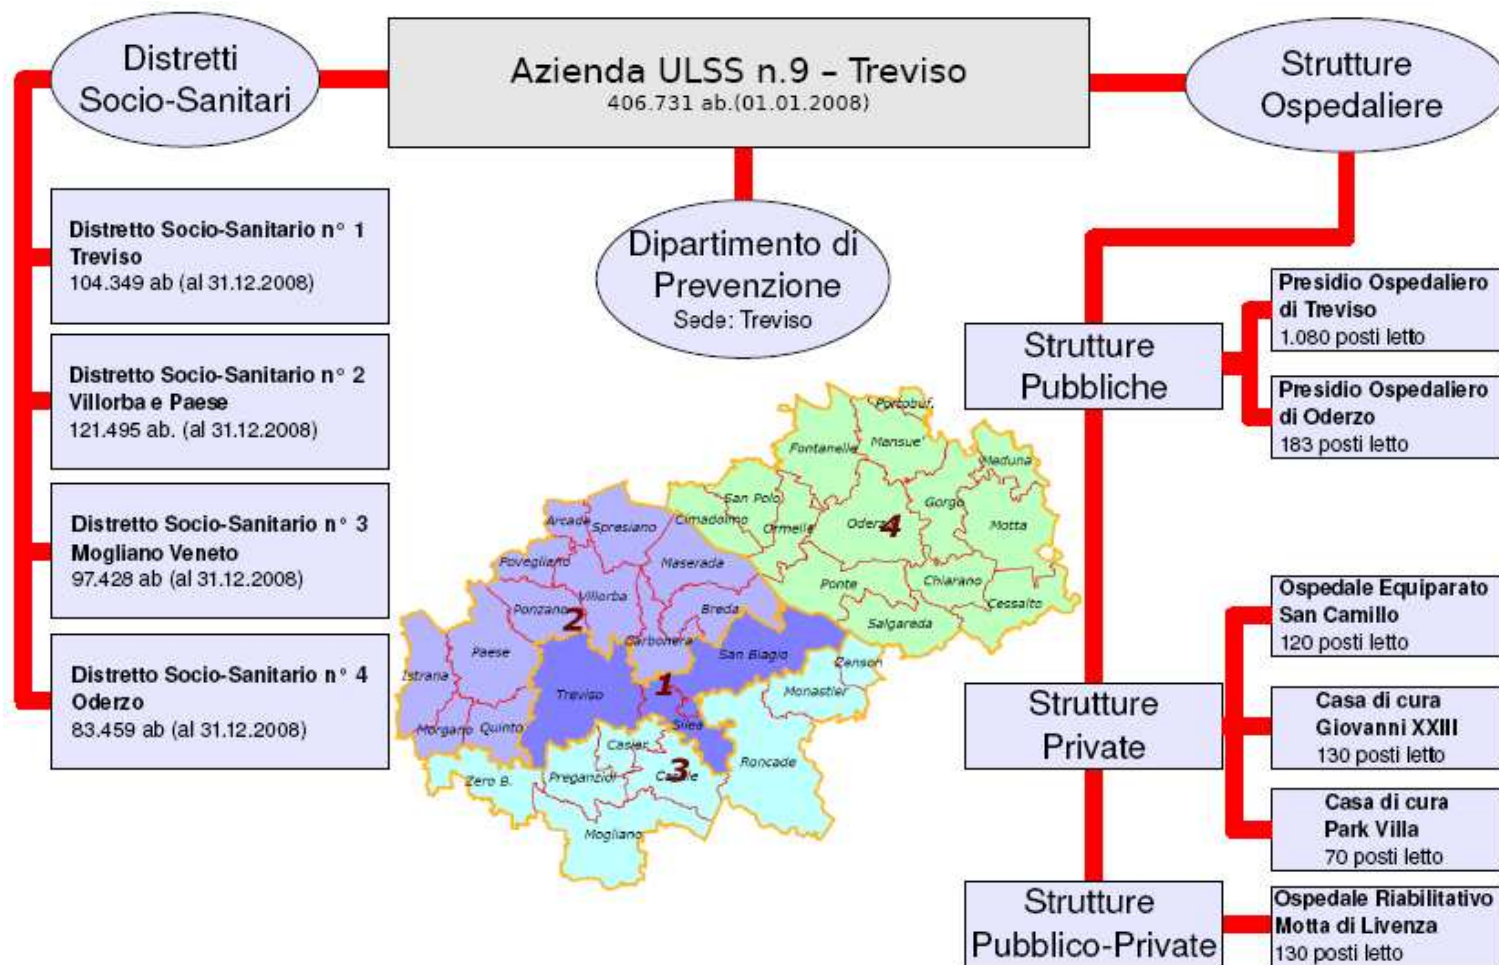 Distretti
Socio-Sanitari
Azienda ULSS n.9 – Treviso
406.731 ab.(01.01.2008)
Strutture
Ospedaliere
Distretto Socio-Sanitario n° 1
Treviso
104.349 ab (al 31.12.2008)
Distretto Socio-Sanitario n° 2
Villorba e Paese
121.495 ab. (al 31.12.2008)
Distretto Socio-Sanitario n° 3
Mogliano Veneto
97.428 ab (al 31.12.2008)
Distretto Socio-Sanitario n° 4
Oderzo
83.459 ab (al 31.12.2008)
Dipartimento di
Prevenzione
Sede: Treviso
Portobuf.
Fontanelle
Mansue'
Meduna
San Polo
Gorgo
Cimadolmo
Ormelle
Oderzo
4
Motta
Arcade
Spresiano
Povegliano
Maserada
Ponte
Chiarano
Cessalto
Salgareda
Ponzano
Villorba
2
Breda
Carbonera
San Biagio
Paese
Istrana
Treviso
1
Zenson
Monastier
Morgano
Quinto
Silea
Casier
Roncade
Zero B.
Preganziol
Casale
3
Mogliano
Strutture
Pubbliche
Presidio Ospedaliero
di Treviso
1.080 posti letto
Presidio Ospedaliero
di Oderzo
183 posti letto
Strutture
Private
Ospedale Equiparato
San Camillo
120 posti letto
Casa di cura
Giovanni XXIII
130 posti letto
Casa di cura
Park Villa
70 posti letto
Strutture
Pubblico-Private
Ospedale Riabilitativo
Motta di Livenza
130 posti letto